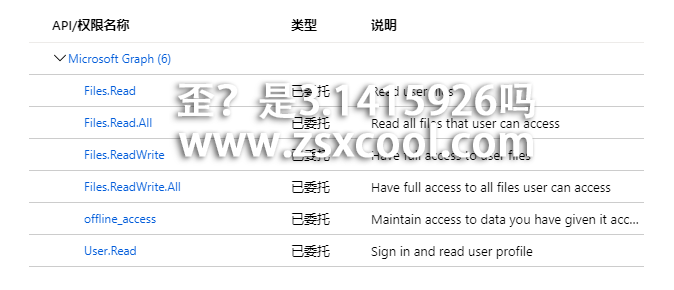 API/权限名称 类型 说明
Microsoft Graph (6)
Files.Read 已委托 Read user files
Files.Read.All 已委托 Read all files that user can access
Files.ReadWrite 已委托 Have full access to user files
Files.ReadWrite.All 已委托 Have full access to all files user can access
offline_access 已委托 Maintain access to data you have given it acc...
User.Read 已委托 Sign in and read user profile
歪？是3.1415926吗
www.zsxcool.com